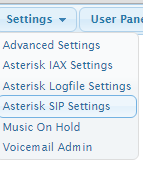 Settings User Pane
Advanced Settings
Asterisk IAX Settings
Asterisk Logfile Settings
Asterisk SIP Settings
Music On Hold
Voicemail Admin